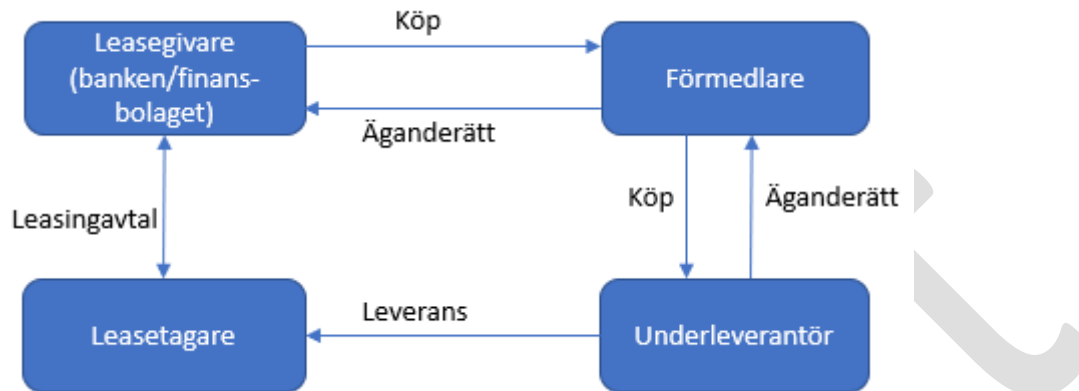 Köp
Leasegivare
(banken/finans-
bolaget)
Förmedlare
Äganderätt
Köp
Äganderätt
Leasingavtal
Leverans
Leasetagare
Underleverantör